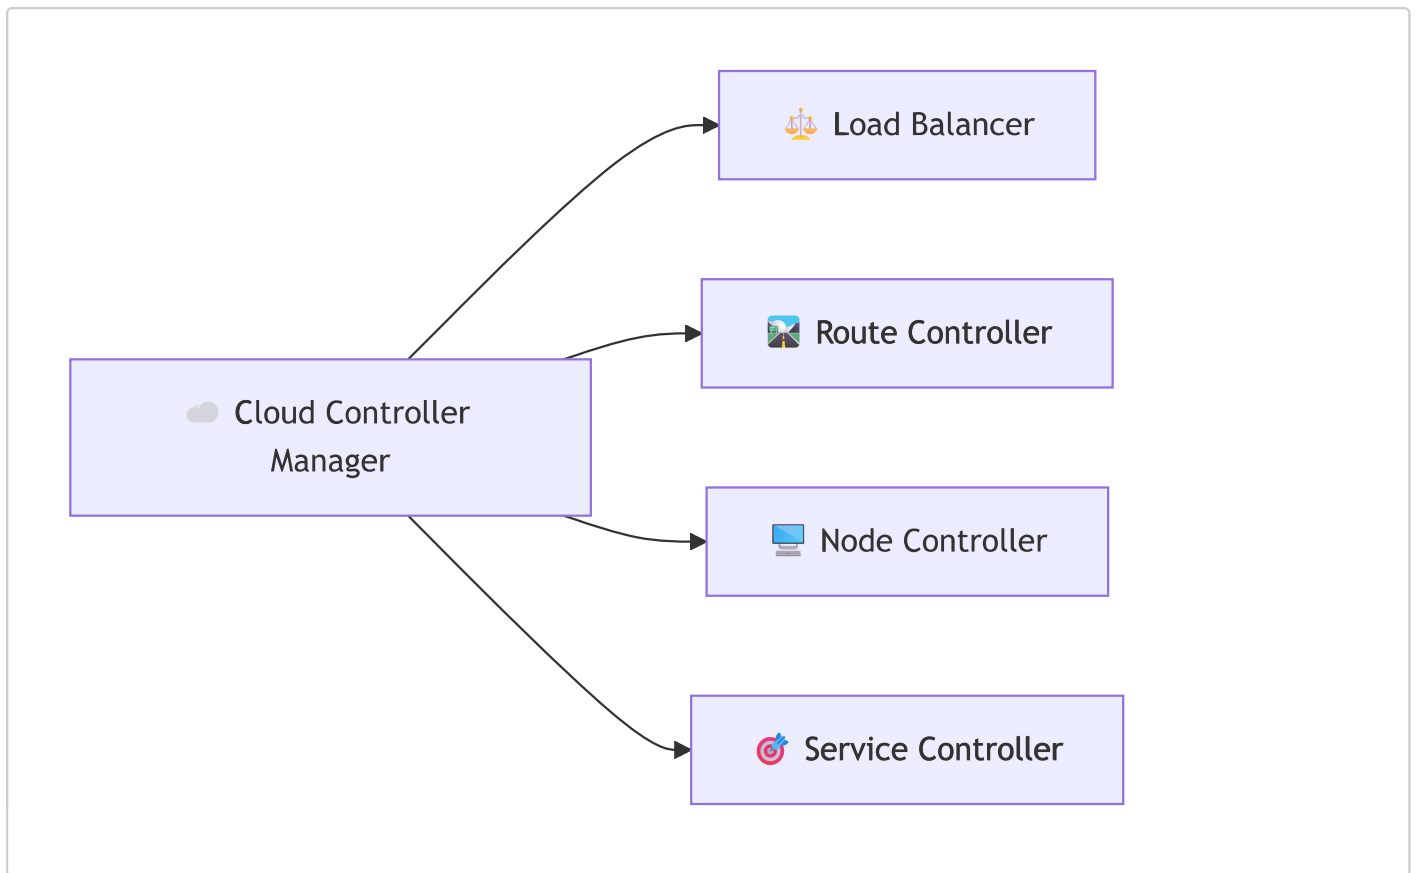 Load Balancer
Route Controller
Cloud Controller
Manager
Node Controller
Service Controller